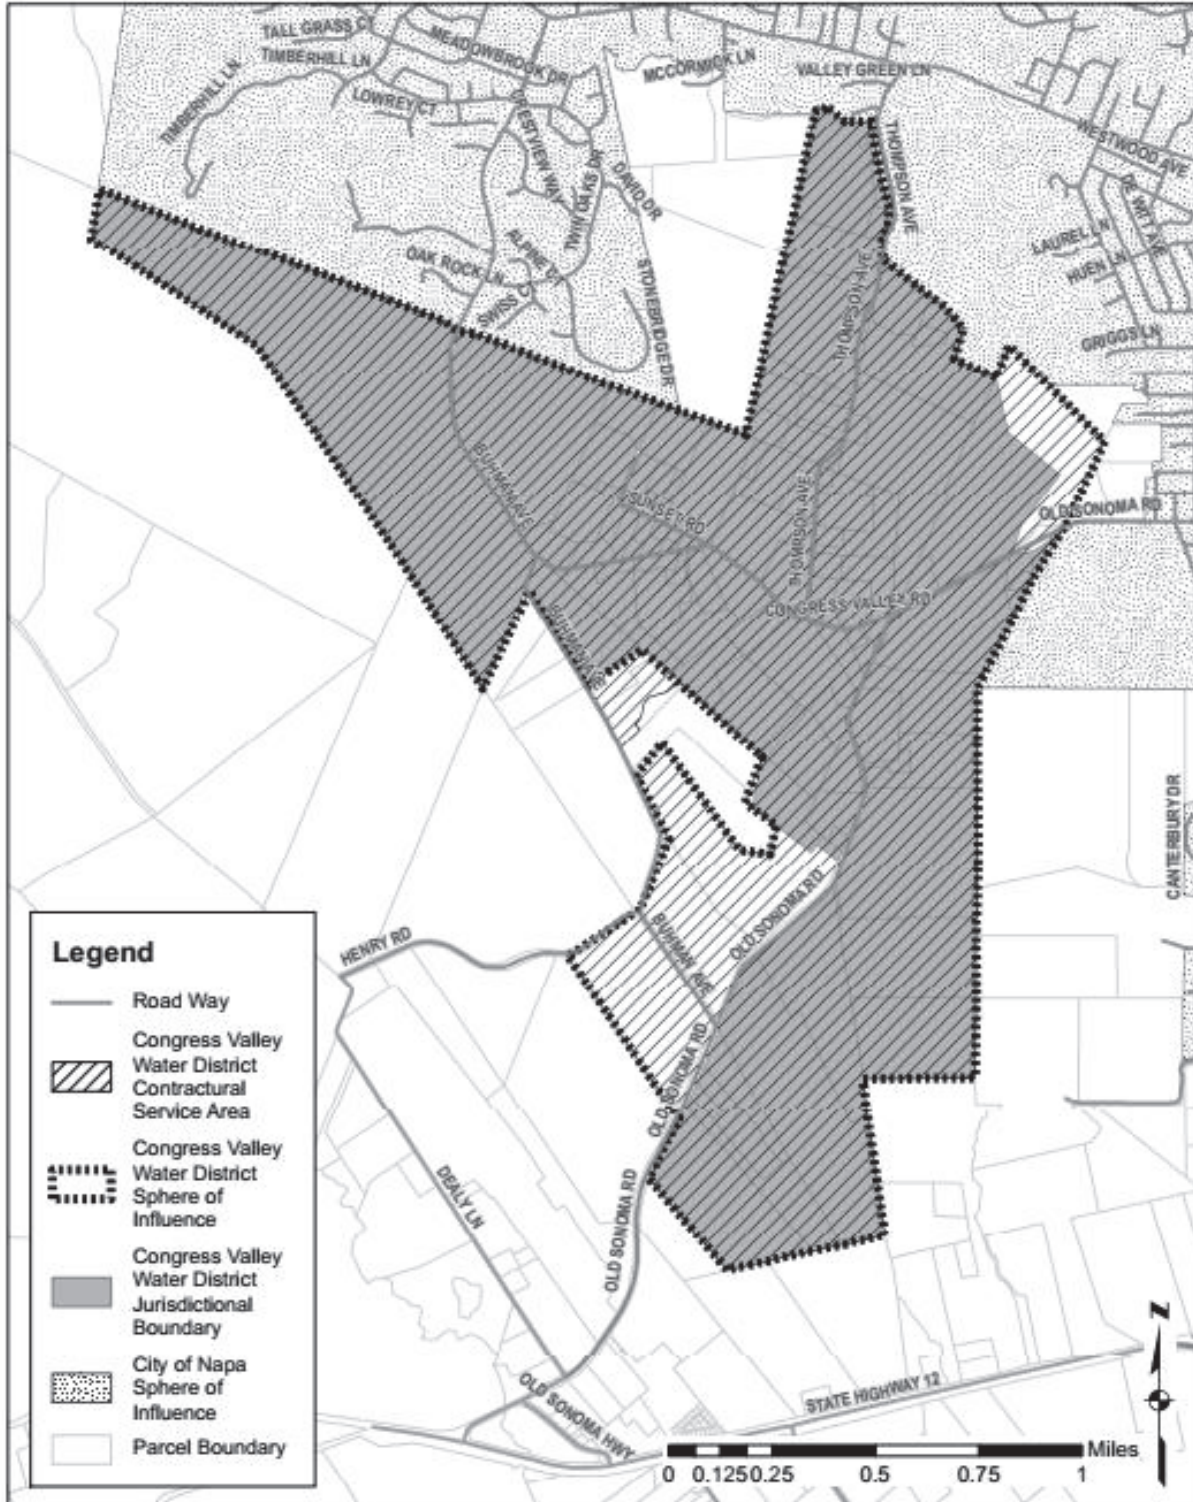 TALL GRASS CT
MEADOWBROOK DR
TIMBERHILL LN
MCCORMICK LN
VALLEY GREEN LN
TIMBERHILL LN
LOWREY CT
CRESTVIEW WAY
THOMPSON AVE
WESTWOOD AVE
TWIN OAKS DR
DAVID DR
DE WITT AVE
LAUREL LN
OAK ROCK LN
ALPINE CT
HUEN LN
SWISS CT
STONEBRIDGE DR
THOMPSON AVE
GRIGGS LN
BUHMAN AVE
SUNSET RD
THOMPSON AVE
OLD SONOMA RD
CONGRESS VALLEY RD
BUHMAN AVE
CANTERBURY DR
OLD SONOMA RD
HENRY RD
BUHMAN AVE
OLD SONOMA RD
DEALY LN
OLD SONOMA RD
OLD SONOMA HWY
STATE HIGHWAY 12
Legend
Road Way
Congress Valley
Water District
Contractural
Service Area
Congress Valley
Water District
Sphere of
Influence
Congress Valley
Water District
Jurisdictional
Boundary
City of Napa
Sphere of
Influence
Parcel Boundary
N
Miles
0 0.125 0.25 0.5 0.75 1